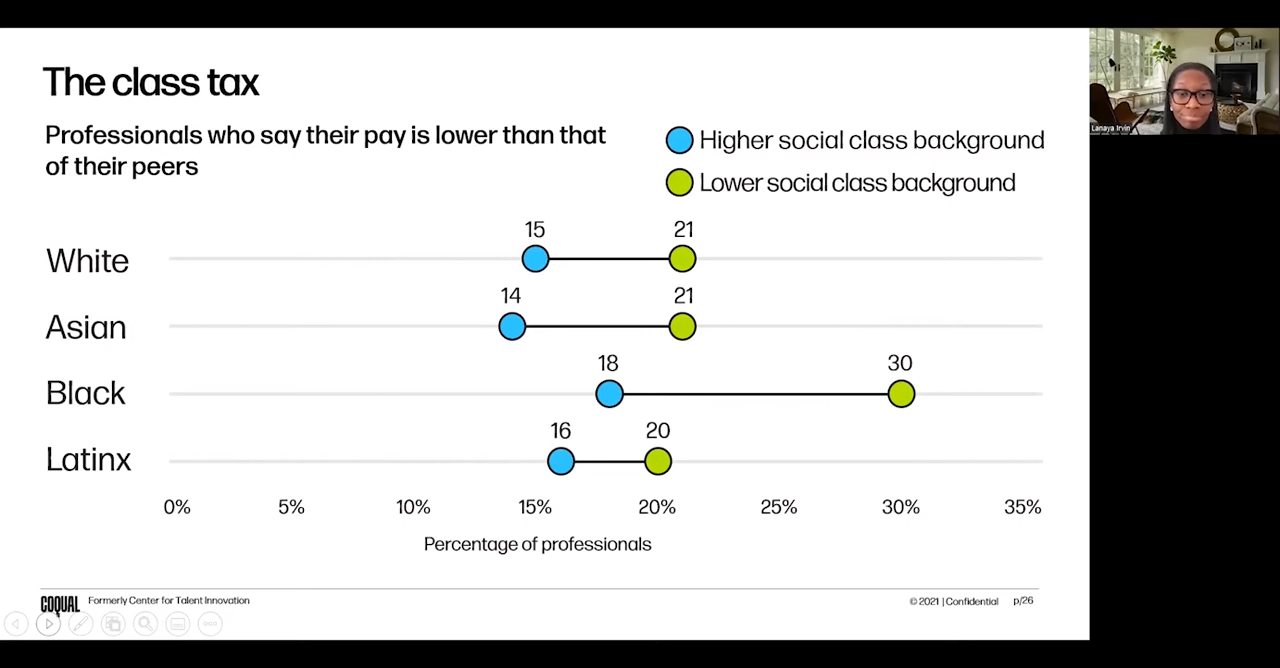 The class tax
Professionals who say their pay is lower than that
of their peers
Higher social class background
Lower social class background
Lanaya Irvin
15 21
White
14 21
Asian
18 30
Black
16 20
Latinx
0% 5% 10% 15% 20% 25% 30% 35%
Percentage of professionals
COQUAL Formerly Center for Talent Innovation © 2021 | Confidential p/26